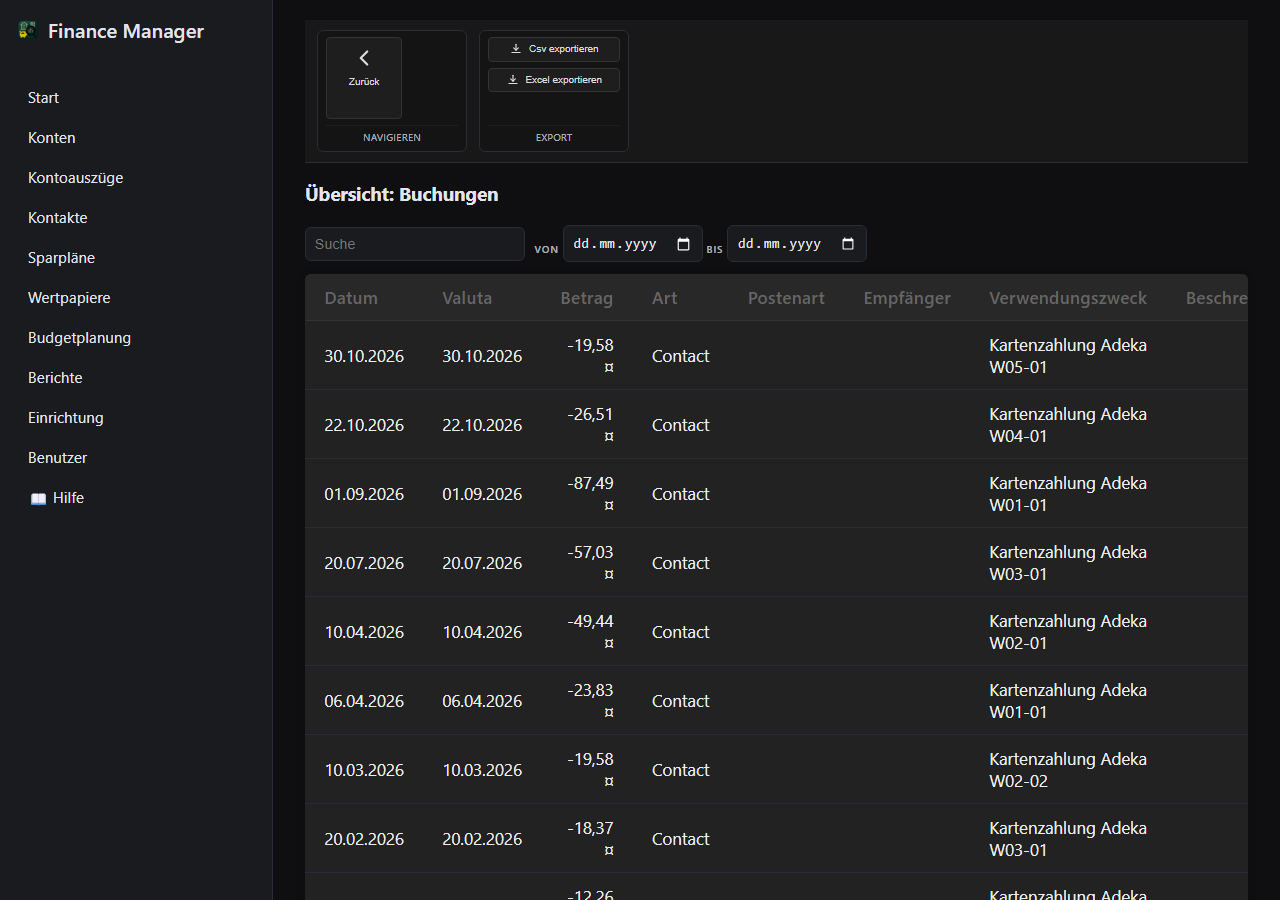 Finance Manager
Start
Konten
Kontoauszüge
Kontakte
Sparpläne
Wertpapiere
Budgetplanung
Berichte
Einrichtung
Benutzer
Hilfe
Zurück
NAVIGIEREN
Csv exportieren
Excel exportieren
EXPORT
Übersicht: Buchungen
Suche VON dd.mm.yyyy BIS dd.mm.yyyy
Datum Valuta Betrag Art Postenart Empfänger Verwendungszweck Beschre
30.10.2026 30.10.2026 -19,58 ¤ Contact Kartenzahlung Adeka W05-01
22.10.2026 22.10.2026 -26,51 ¤ Contact Kartenzahlung Adeka W04-01
01.09.2026 01.09.2026 -87,49 ¤ Contact Kartenzahlung Adeka W01-01
20.07.2026 20.07.2026 -57,03 ¤ Contact Kartenzahlung Adeka W03-01
10.04.2026 10.04.2026 -49,44 ¤ Contact Kartenzahlung Adeka W02-01
06.04.2026 06.04.2026 -23,83 ¤ Contact Kartenzahlung Adeka W01-01
10.03.2026 10.03.2026 -19,58 ¤ Contact Kartenzahlung Adeka W02-02
20.02.2026 20.02.2026 -18,37 ¤ Contact Kartenzahlung Adeka W03-01
-12,26 Kartenzahlung Adeka